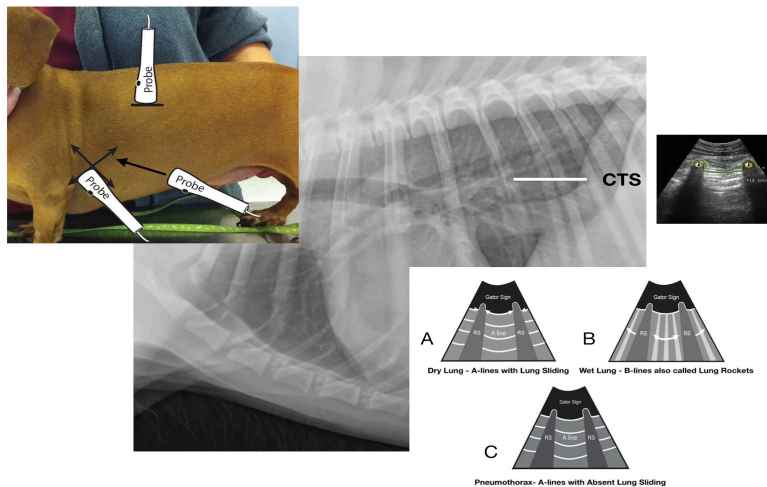 Probe
Probe
Probe
CTS
Gator Sign
A
RS
A line
RS
Dry Lung - A-lines with Lung Sliding
Gator Sign
B
RS
RS
Wet Lung - B-lines also called Lung Rockets
Gator Sign
C
RS
A line
RS
Pneumothorax- A-lines with Absent Lung Sliding